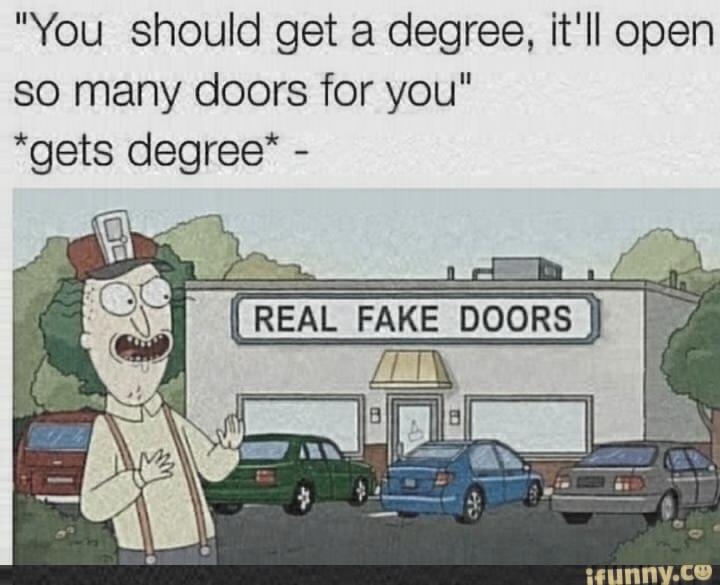 "You should get a degree, it'll open
so many doors for you"
*gets degree* -
REAL FAKE DOORS
ifunny.co